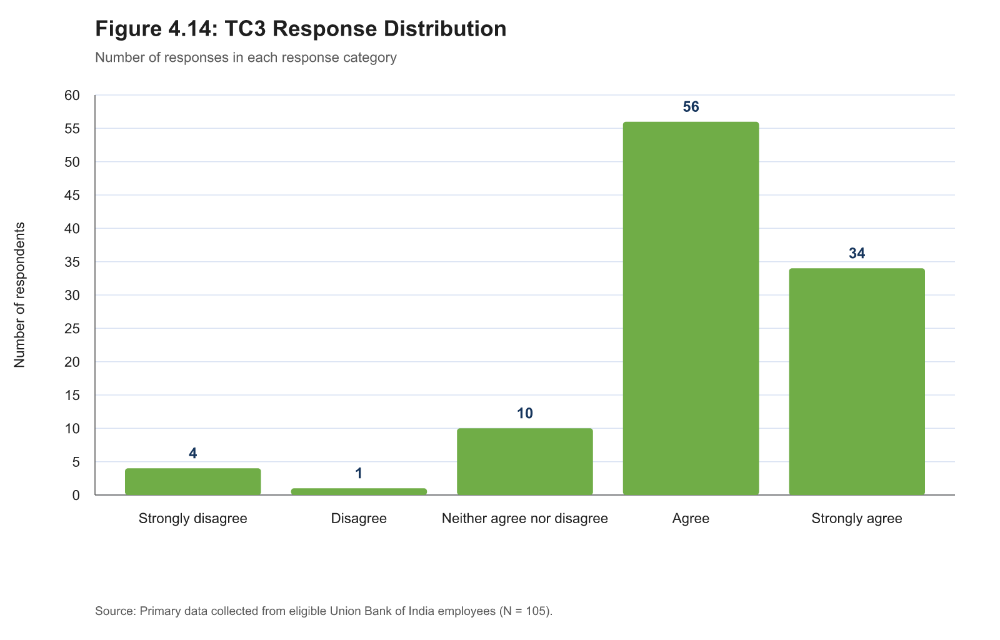 Figure 4.14: TC3 Response Distribution
Number of responses in each response category
60
55
50
45
40
35
30
25
20
15
10
5
0
Number of respondents
4
1
10
56
34
Strongly disagree
Disagree
Neither agree nor disagree
Agree
Strongly agree
Source: Primary data collected from eligible Union Bank of India employees (N = 105).